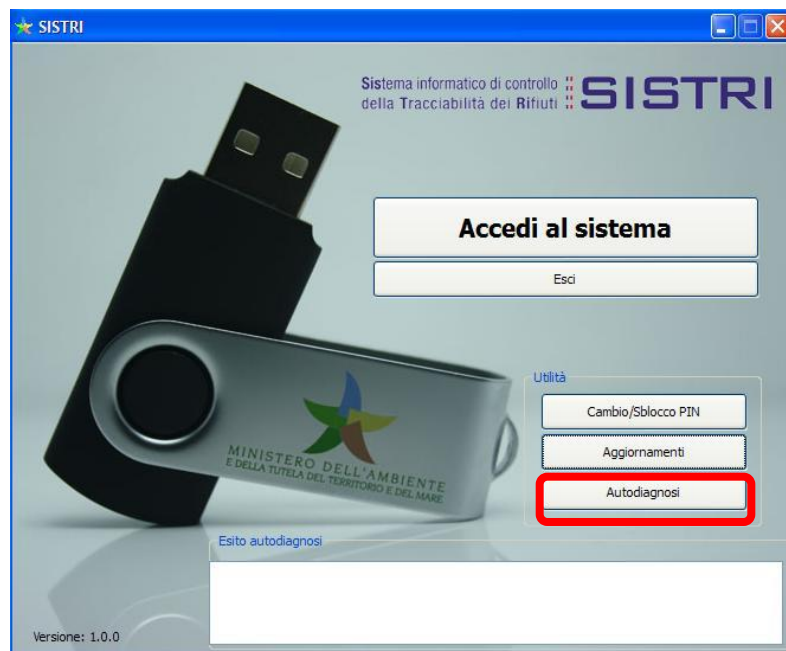 SISTRI
Sistema informatico di controllo
della Tracciabilità dei Rifiuti
SISTRI
Accedi al sistema
Esci
Utilità
Cambio/Sblocco PIN
Aggiornamenti
Autodiagnosi
MINISTERO DELL'AMBIENTE
E DELLA TUTELA DEL TERRITORIO E DEL MARE
Esito autodiagnosi
Versione: 1.0.0